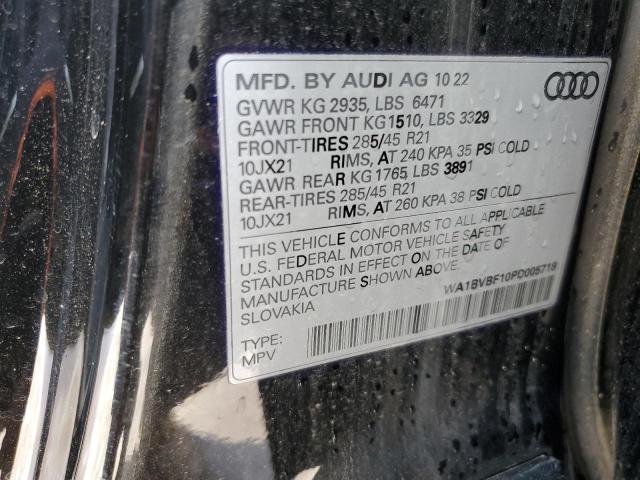 MFD. BY AUDI AG 10 22
GVWR KG 2935, LBS 6471
GAWR FRONT KG1510, LBS 3329
FRONT-TIRES 285/45 R21
10JX21 RIMS, AT 240 KPA 35 PSI COLD
GAWR REAR KG 1765, LBS 3891
REAR-TIRES 285/45 R21
10JX21 RIMS, AT 260 KPA 38 PSI COLD
THIS VEHICLE CONFORMS TO ALL APPLICABLE
U.S. FEDERAL MOTOR VEHICLE SAFETY
STANDARDS IN EFFECT ON THE DATE OF
MANUFACTURE SHOWN ABOVE.
SLOVAKIA
WA1BVBF10PD005718
TYPE:
MPV